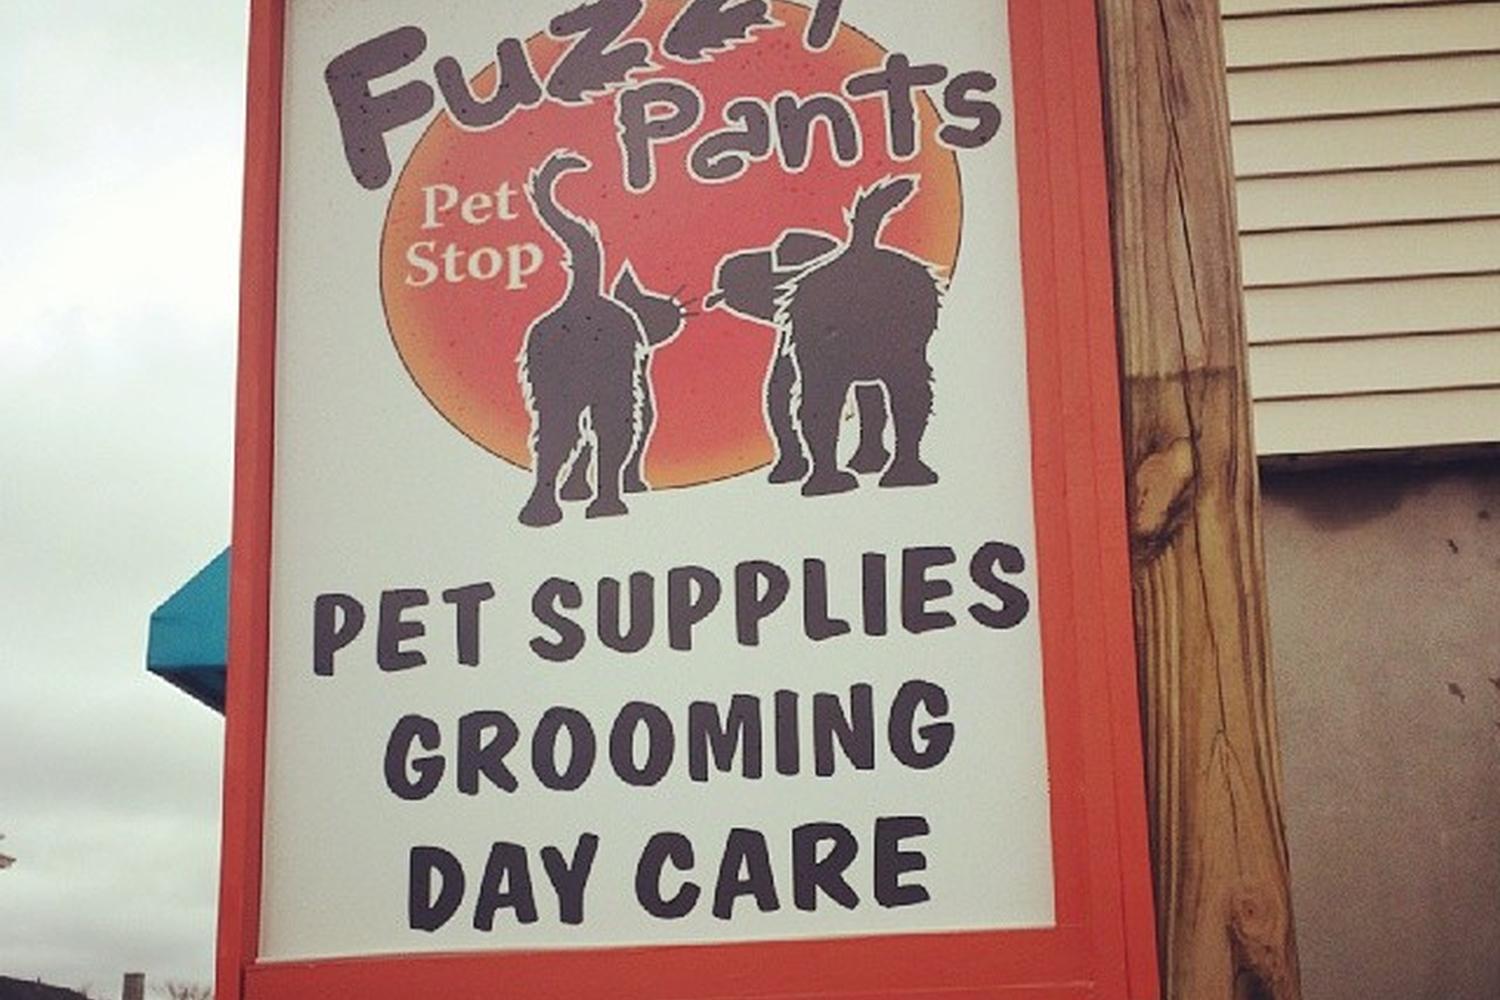 Fuzzy
Pants
Pet
Stop
PET SUPPLIES
GROOMING
DAY CARE